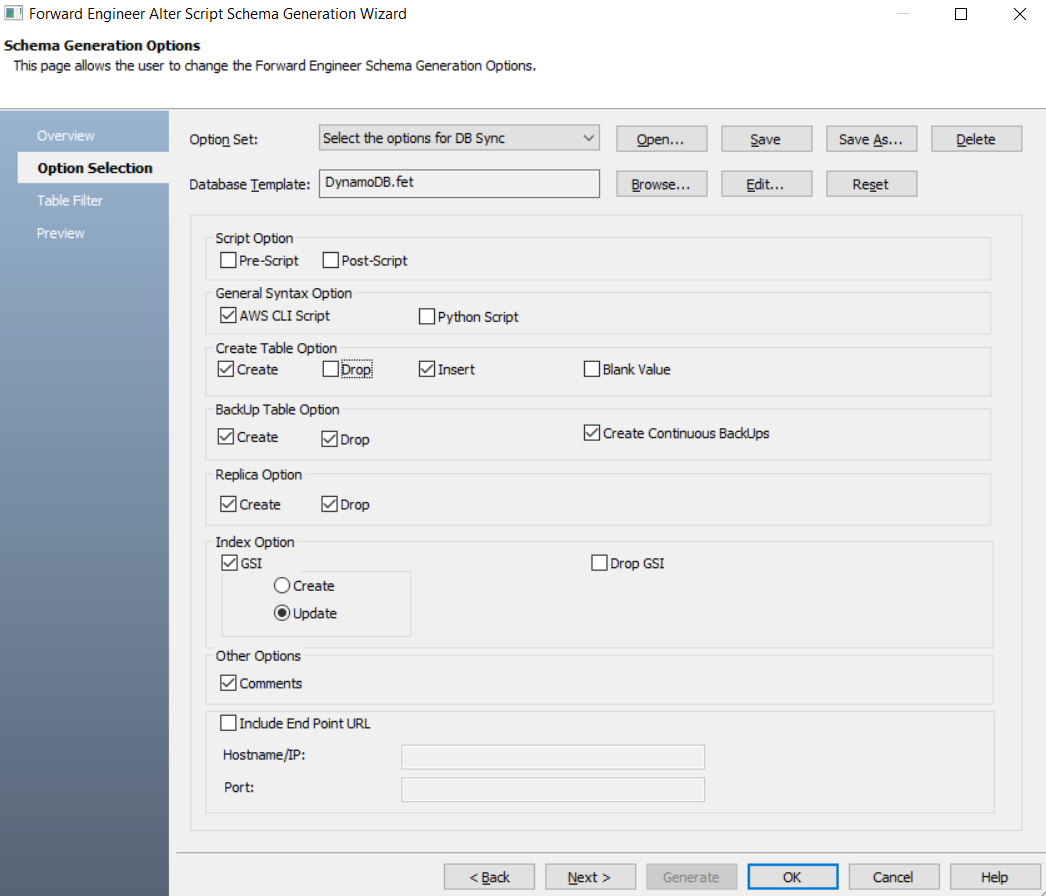 Forward Engineer Alter Script Schema Generation Wizard
Schema Generation Options
This page allows the user to change the Forward Engineer Schema Generation Options.
Overview
Option Selection
Table Filter
Preview
Option Set: Select the options for DB Sync Open... Save Save As... Delete
Database Template: DynamoDB.fet Browse... Edit... Reset
Script Option
Pre-Script Post-Script
General Syntax Option
AWS CLI Script Python Script
Create Table Option
Create Drop Insert Blank Value
BackUp Table Option
Create Drop Create Continuous BackUps
Replica Option
Create Drop
Index Option
GSI Drop GSI
Create
Update
Other Options
Comments
Include End Point URL
Hostname/IP:
Port:
< Back Next > Generate OK Cancel Help